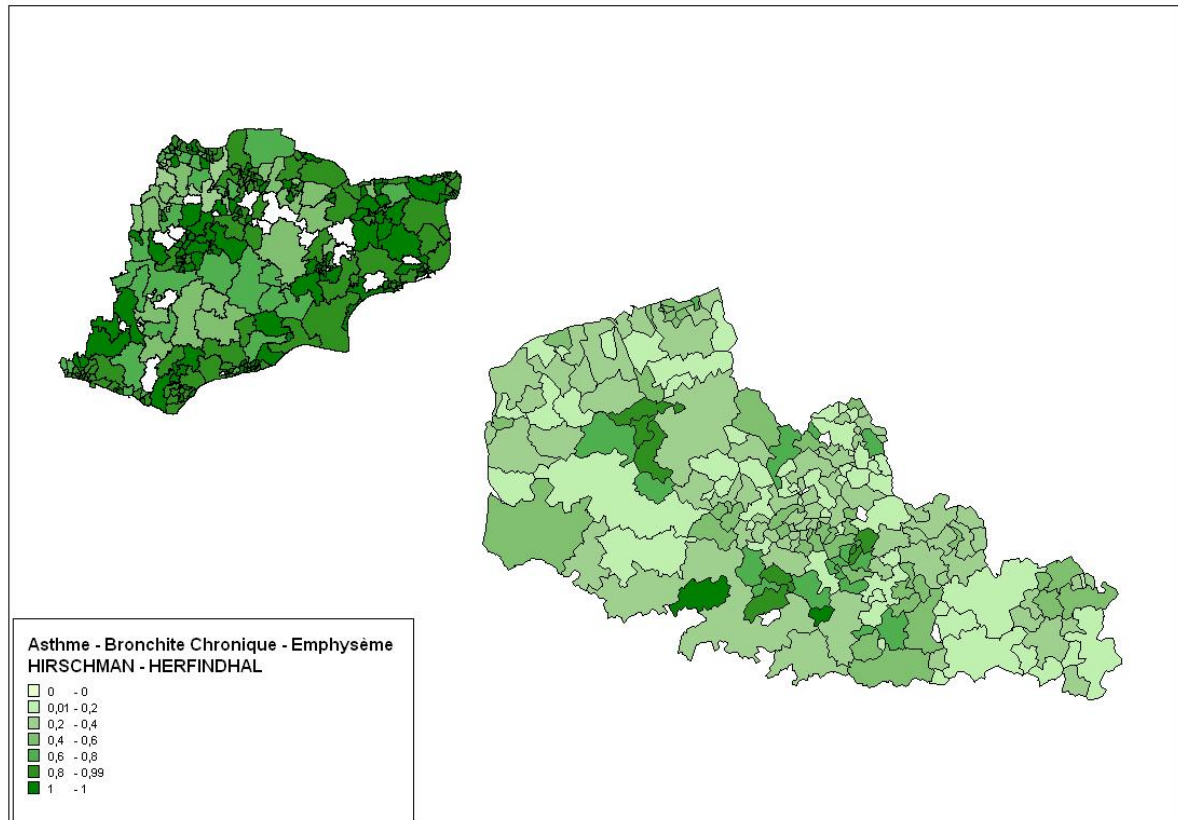 Asthme - Bronchite Chronique - Emphysème
HIRSCHMAN - HERFINDHAL
0 - 0
0,01 - 0,2
0,2 - 0,4
0,4 - 0,6
0,6 - 0,8
0,8 - 0,99
1 - 1